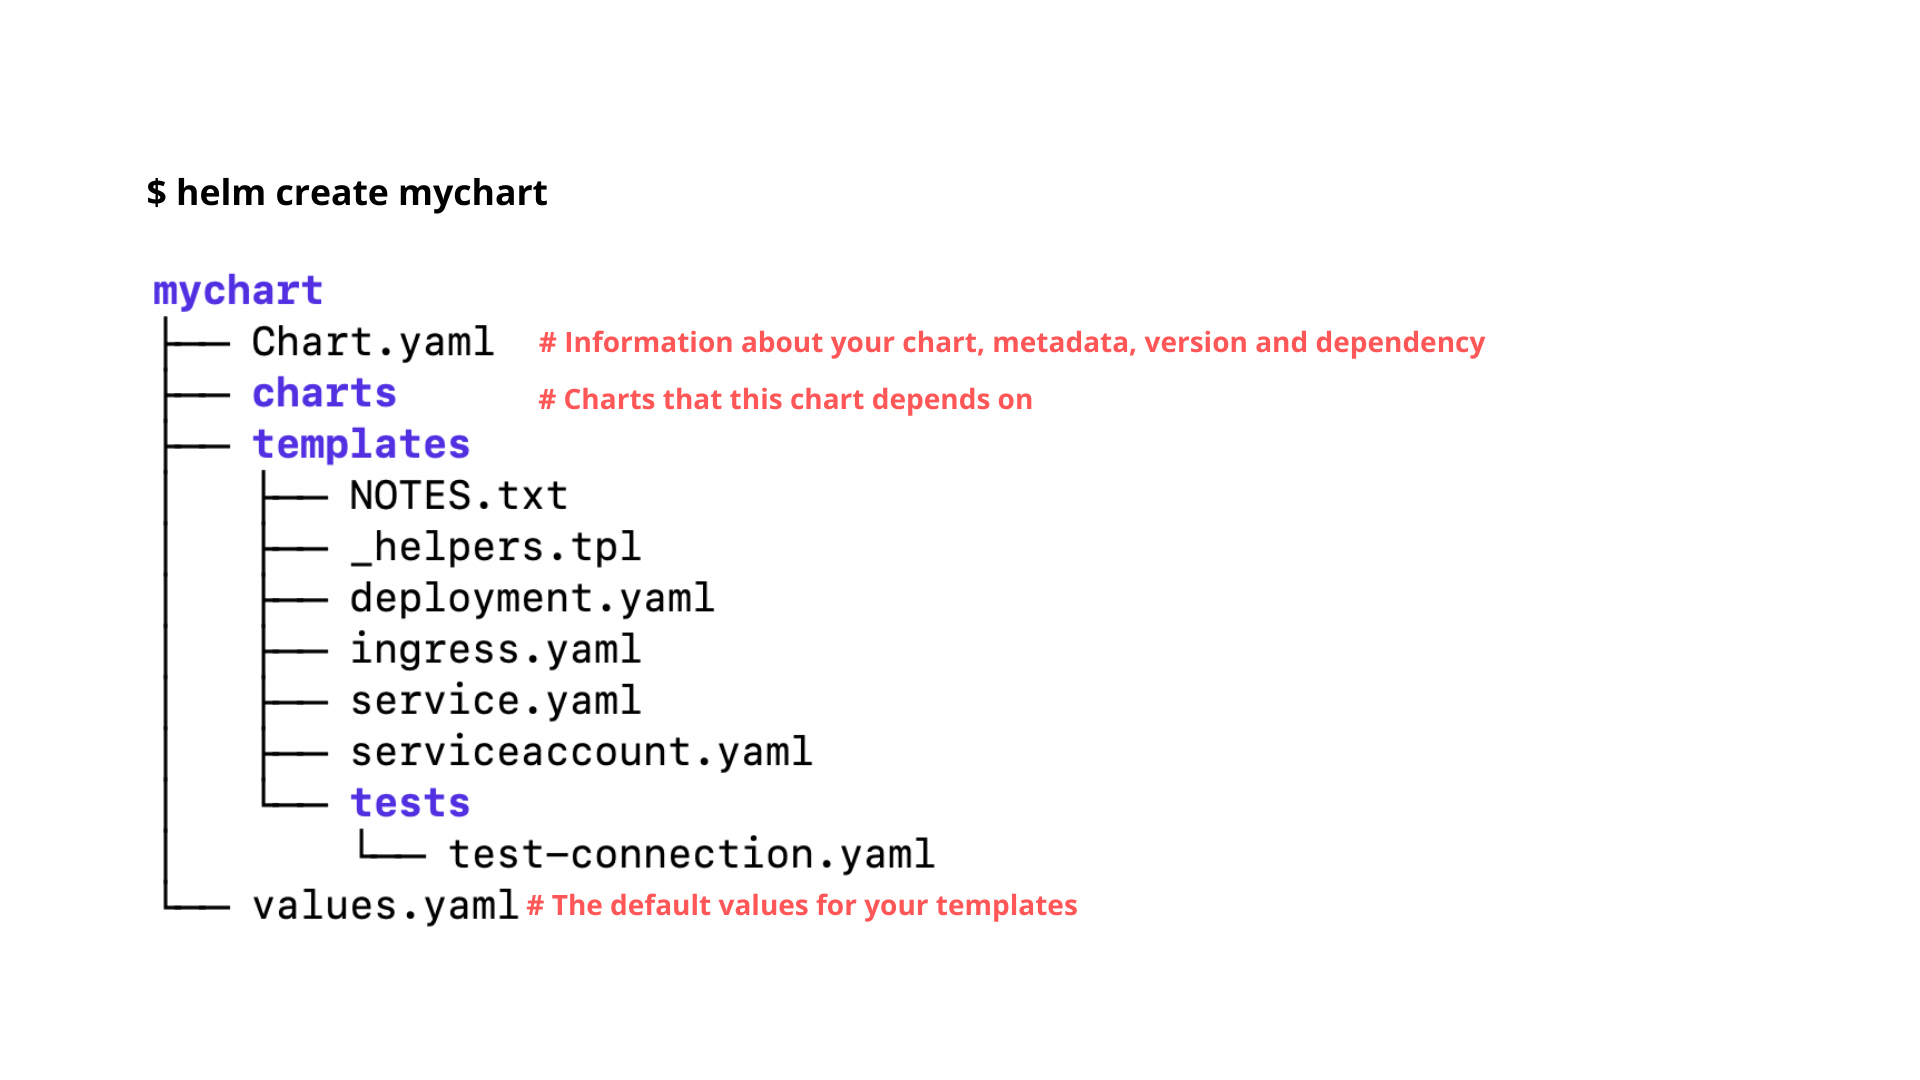 $ helm create mychart
mychart
├── Chart.yaml # Information about your chart, metadata, version and dependency
├── charts # Charts that this chart depends on
├── templates
│   ├── NOTES.txt
│   ├── _helpers.tpl
│   ├── deployment.yaml
│   ├── ingress.yaml
│   ├── service.yaml
│   ├── serviceaccount.yaml
│   └── tests
│       └── test-connection.yaml
└── values.yaml # The default values for your templates